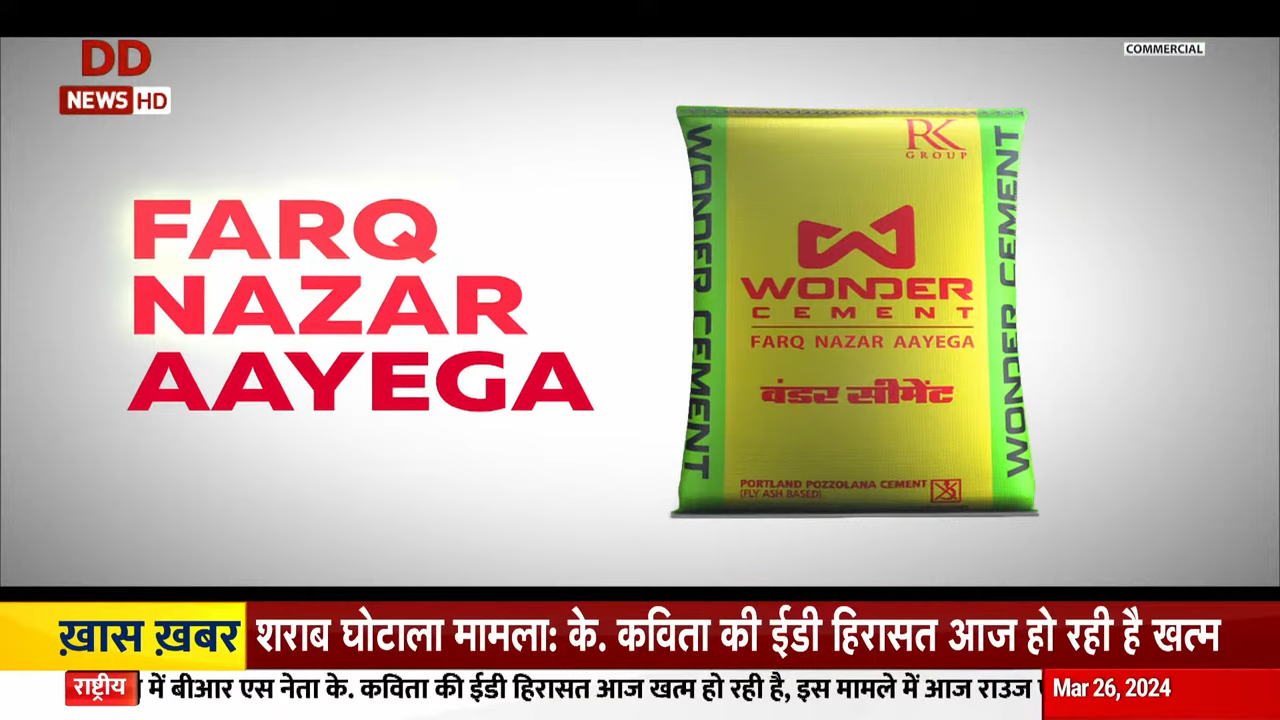 DD
NEWS HD
COMMERCIAL
FARQ
NAZAR
AAYEGA
RK
GROUP
WONDER CEMENT
WONDER CEMENT
WONDER
CEMENT
FARQ NAZAR AAYEGA
वंडर सीमेंट
PORTLAND POZZOLANA CEMENT
(FLY ASH BASED)
ख़ास ख़बर
शराब घोटाला मामला: के. कविता की ईडी हिरासत आज हो रही है खत्म
राष्ट्रीय
में बीआर एस नेता के. कविता की ईडी हिरासत आज खत्म हो रही है, इस मामले में आज राउज
Mar 26, 2024